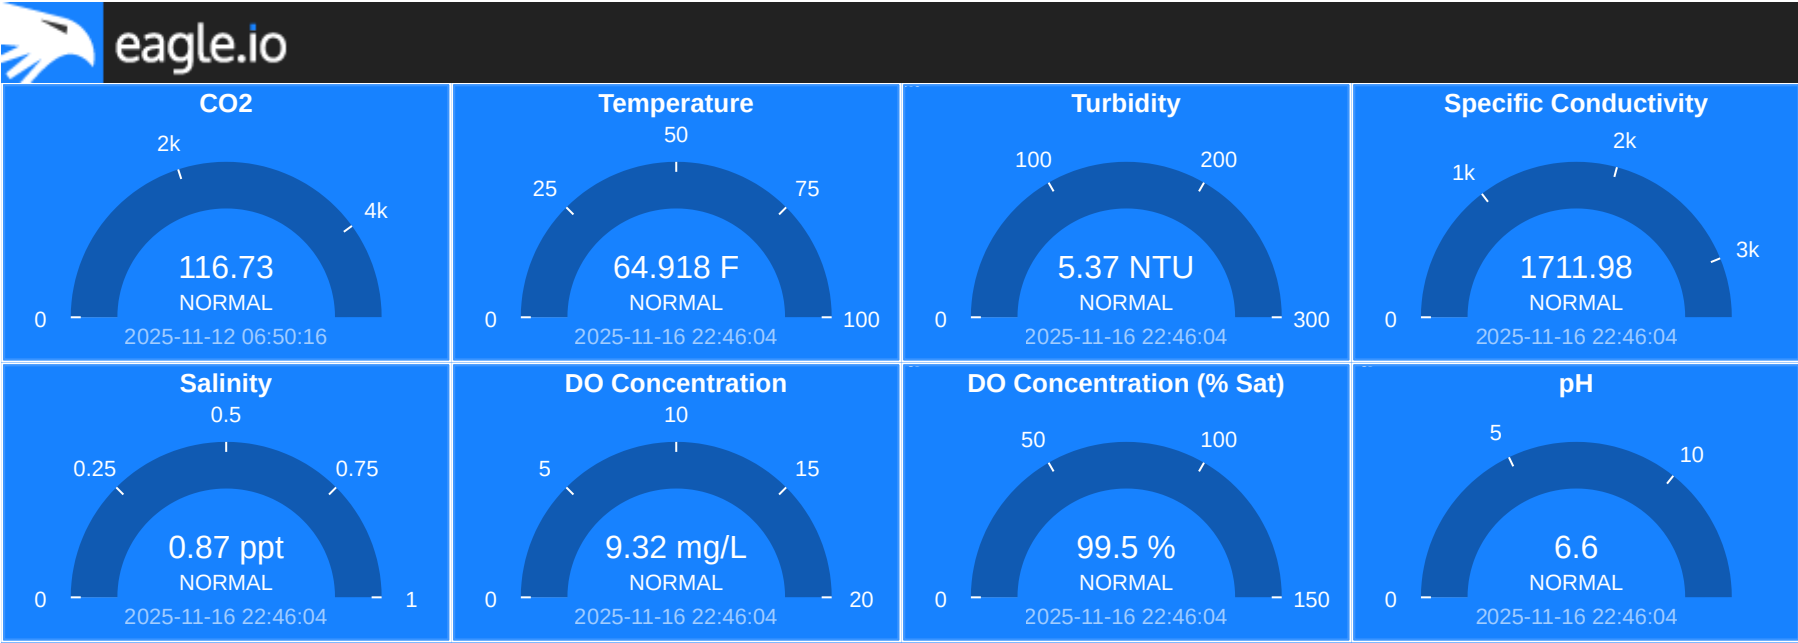 eagle.io
CO2
2k
4k
0
116.73
NORMAL
2025-11-12 06:50:16
Temperature
50
25
75
0
100
64.918 F
NORMAL
2025-11-16 22:46:04
Turbidity
100
200
0
300
5.37 NTU
NORMAL
2025-11-16 22:46:04
Specific Conductivity
2k
1k
3k
0
1711.98
NORMAL
2025-11-16 22:46:04
Salinity
0.5
0.25
0.75
0
1
0.87 ppt
NORMAL
2025-11-16 22:46:04
DO Concentration
10
5
15
0
20
9.32 mg/L
NORMAL
2025-11-16 22:46:04
DO Concentration (% Sat)
50
100
0
150
99.5 %
NORMAL
2025-11-16 22:46:04
pH
5
10
0
6.6
NORMAL
2025-11-16 22:46:04